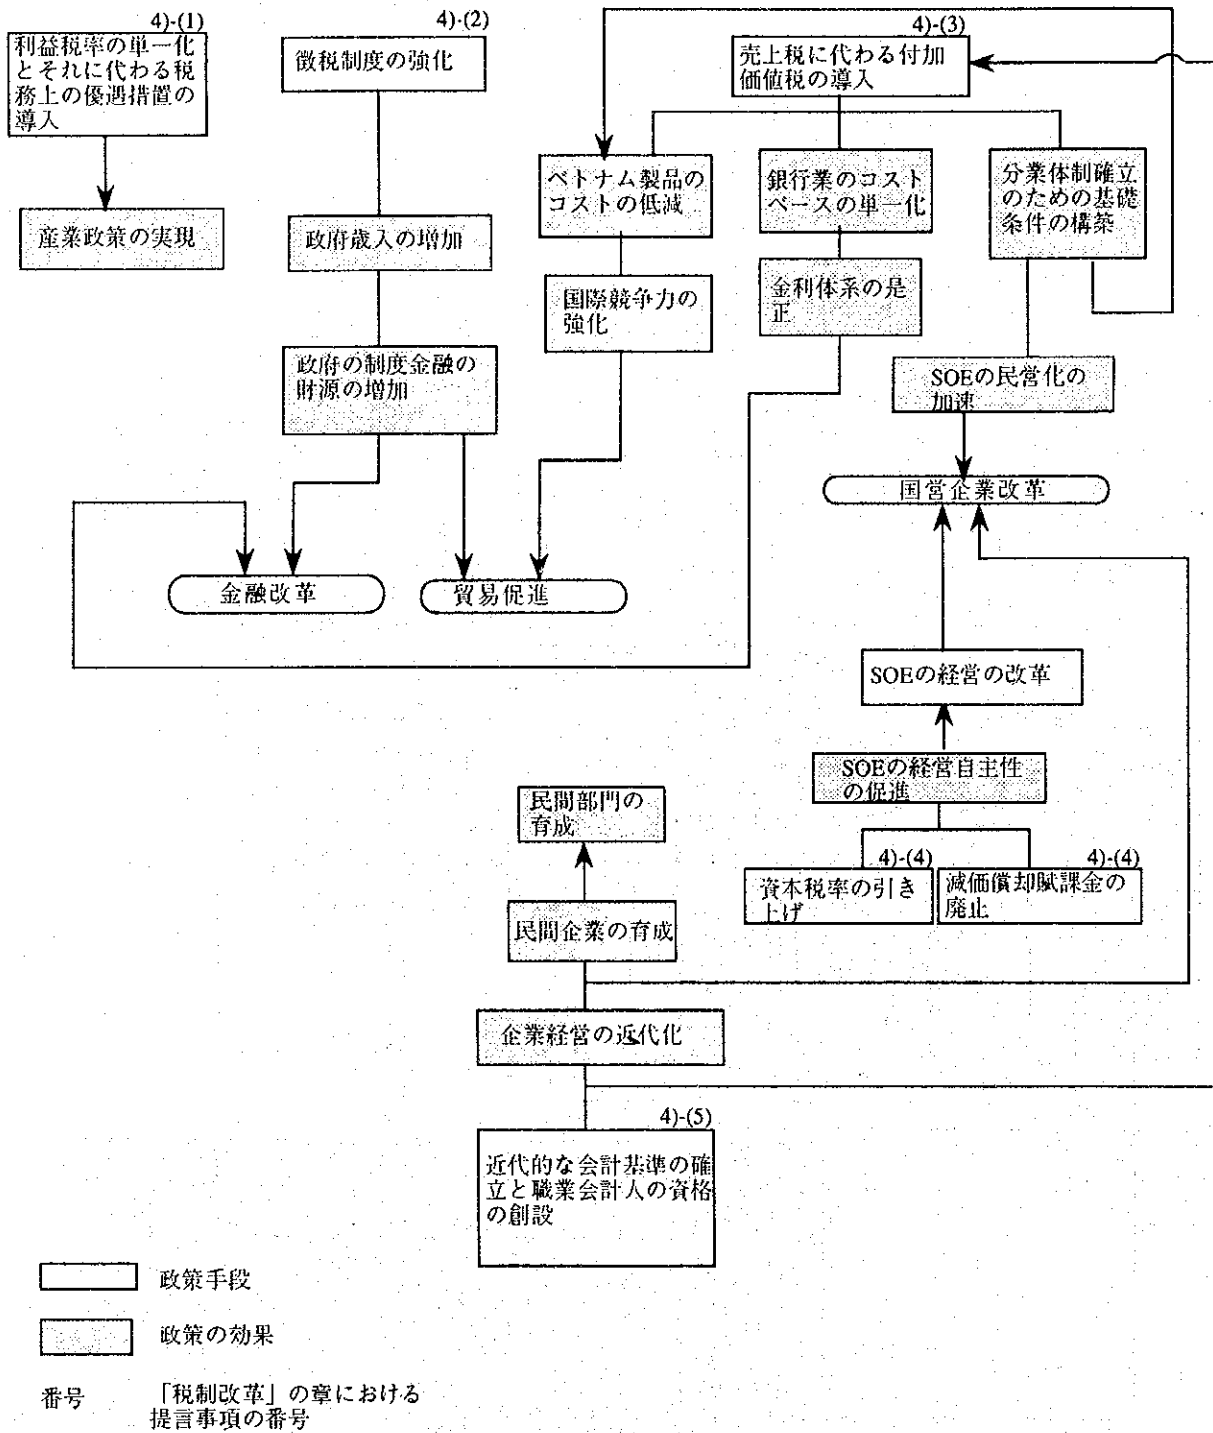 4)-(1)
利益税率の単一化
とそれに代わる税
務上の優遇措置の
導入
産業政策の実現
4)-(2)
徴税制度の強化
政府歳入の増加
政府の制度金融の
財源の増加
4)-(3)
売上税に代わる付加
価値税の導入
ベトナム製品の
コストの低減
国際競争力の
強化
銀行業のコスト
ベースの単一化
金利体系の是
正
分業体制確立
のための基礎
条件の構築
SOEの民営化の
加速
国営企業改革
金融改革
貿易促進
SOEの経営の改革
SOEの経営自主性
の促進
4)-(4)
資本税率の引き
上げ
4)-(4)
減価償却賦課金の
廃止
民間部門の
育成
民間企業の育成
企業経営の近代化
4)-(5)
近代的な会計基準の確
立と職業会計人の資格
の創設
政策手段
政策の効果
番号 「税制改革」の章における
提言事項の番号